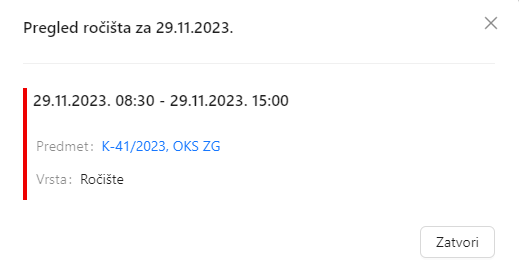 Pregled ročišta za 29.11.2023.
29.11.2023. 08:30 - 29.11.2023. 15:00
Predmet: K-41/2023, OKS ZG
Vrsta: Ročište
Zatvori